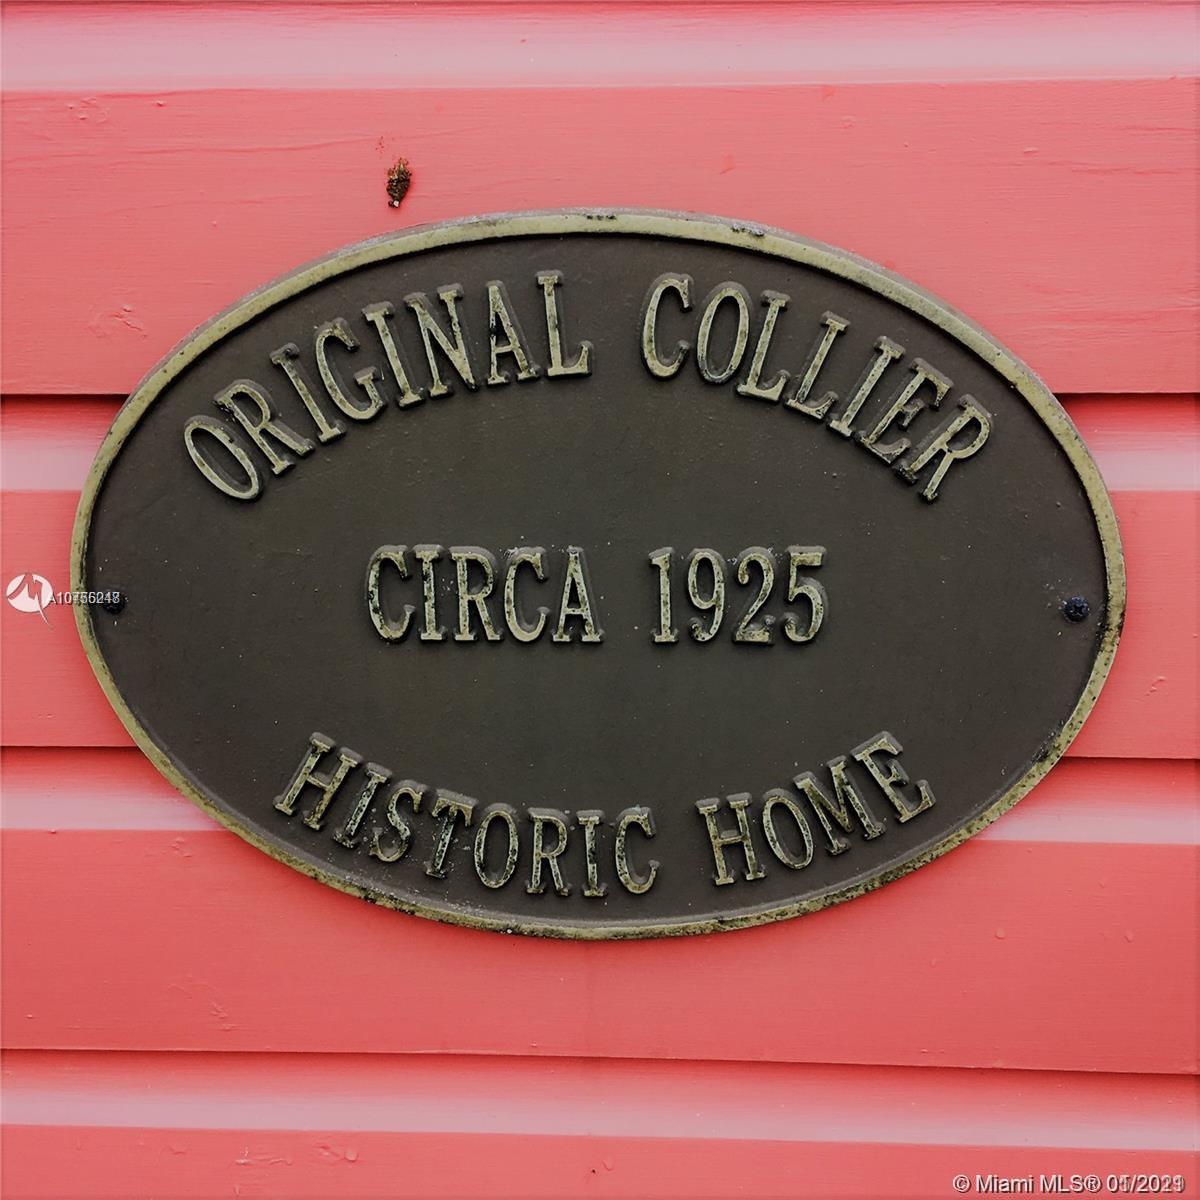 ORIGINAL COLLIER
CIRCA 1925
HISTORIC HOME
© Miami MLS®